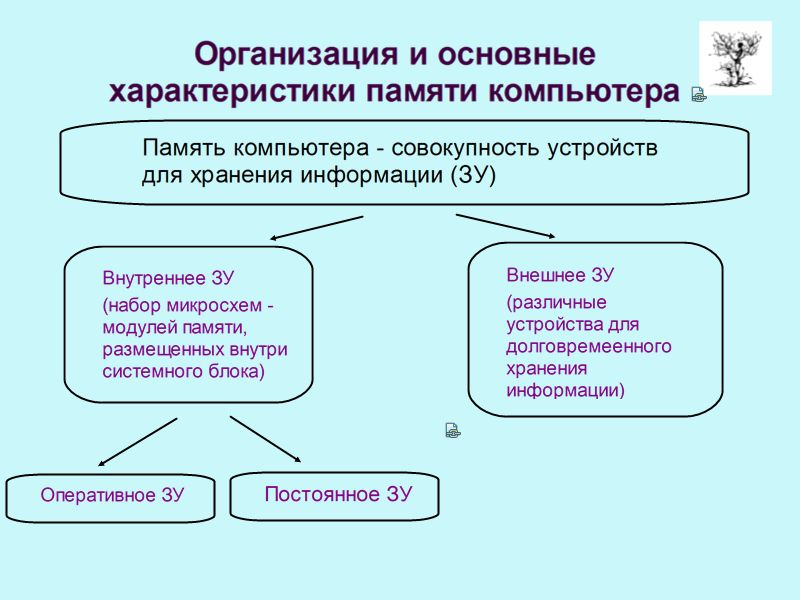 Организация и основные
характеристики памяти компьютера
Память компьютера - совокупность устройств
для хранения информации (ЗУ)
Внутреннее ЗУ
(набор микросхем -
модулей памяти,
размещенных внутри
системного блока)
Внешнее ЗУ
(различные
устройства для
долговремеенного
хранения
информации)
Оперативное ЗУ
Постоянное ЗУ